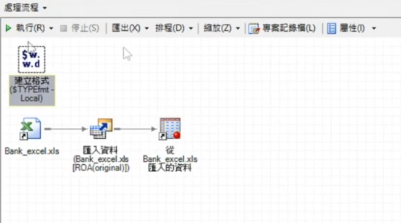 處理流程
執行(R) 停止(S) 匯出(X) 排程(D) 縮放(Z) 專案記錄檔(L) 屬性(I)
$w.
w.d
建立格式
($TYPEfmt -
Local)
Bank_excel.xls
匯入資料
(Bank_excel.xls
[ROA(original)])
從
Bank_excel.xls
匯入的資料